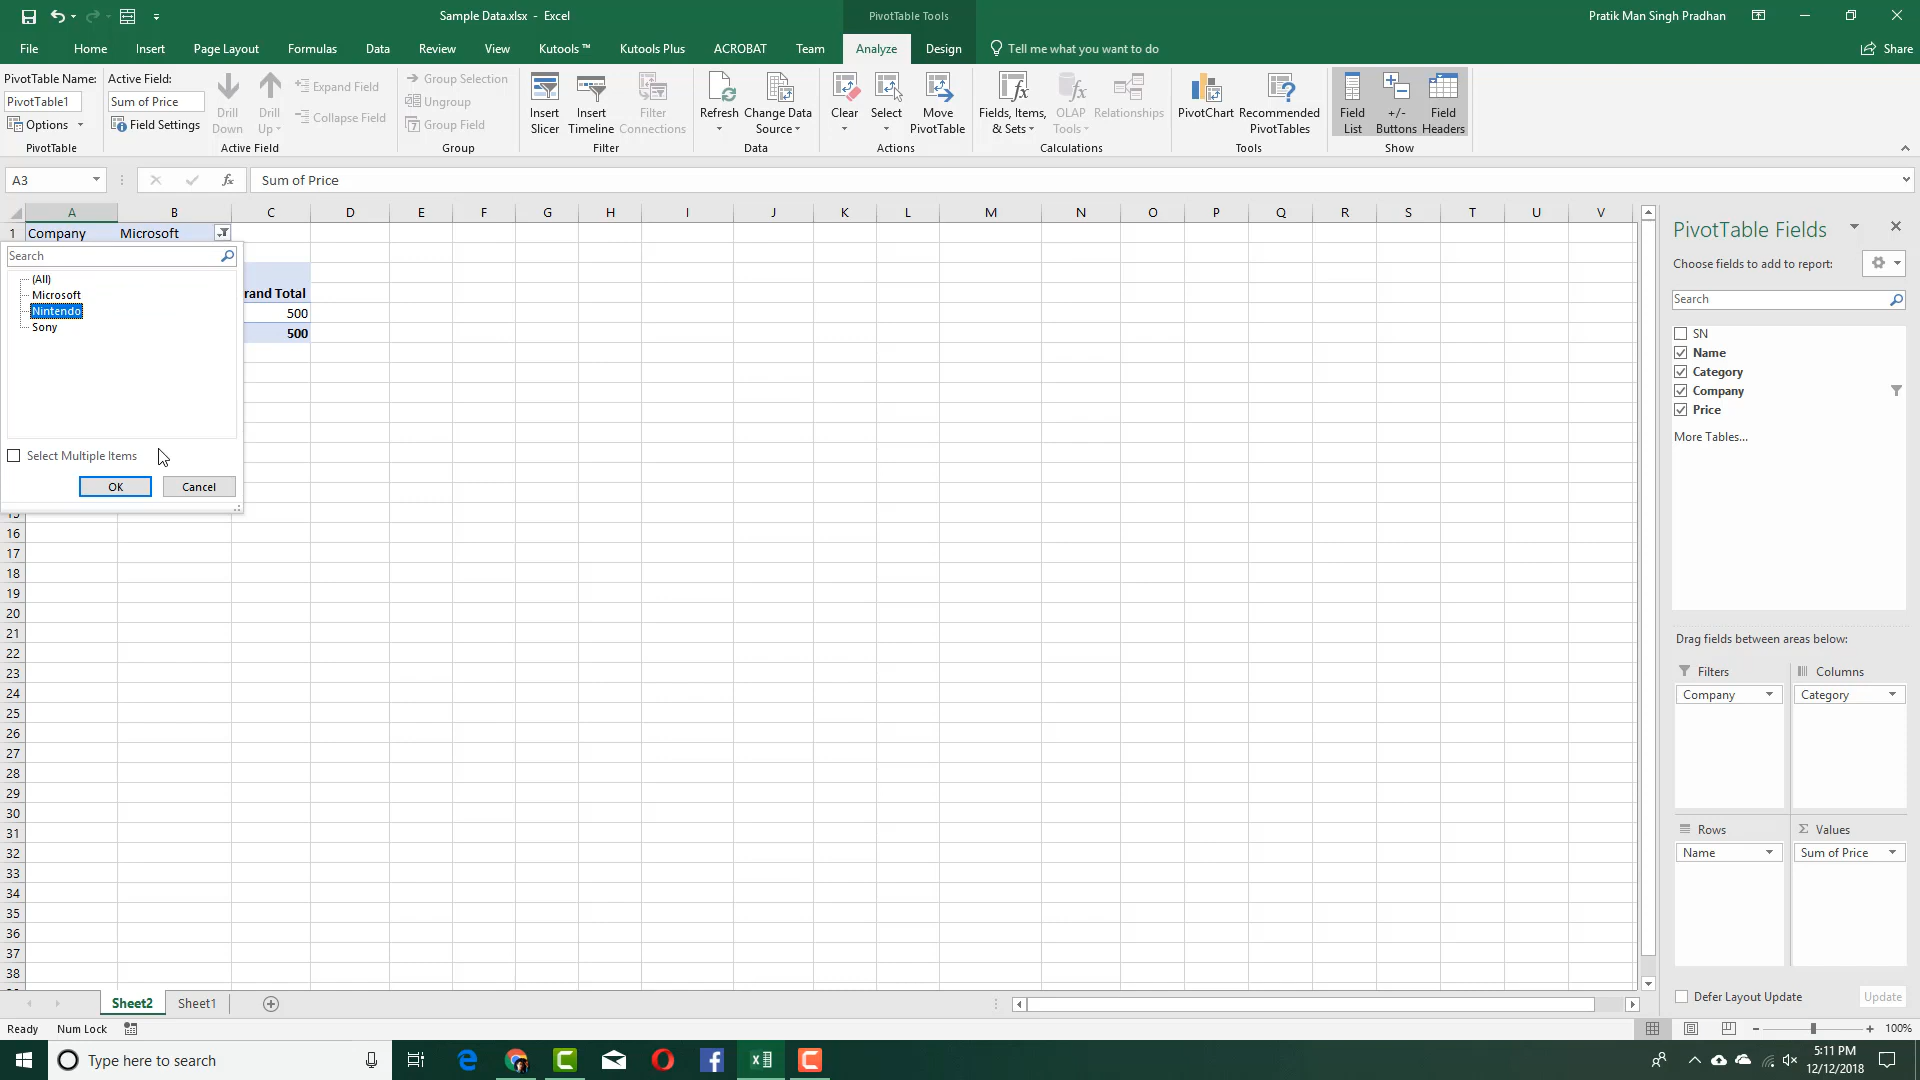 Sample Data.xlsx - Excel
PivotTable Tools
Pratik Man Singh Pradhan
File Home Insert Page Layout Formulas Data Review View Kutools ™ Kutools Plus ACROBAT Team Analyze Design Tell me what you want to do Share
PivotTable Name:
PivotTable1
Options
PivotTable
Active Field:
Sum of Price
Field Settings
Drill Down
Drill Up
Expand Field
Collapse Field
Active Field
Group Selection
Ungroup
Group Field
Group
Insert Slicer
Insert Timeline
Filter Connections
Filter
Refresh
Change Data Source
Data
Clear
Select
Move PivotTable
Actions
Fields, Items, & Sets
OLAP Tools
Relationships
Calculations
PivotChart
Recommended PivotTables
Tools
Field List
+/- Buttons
Field Headers
Show
A3
fx
Sum of Price
A B C D E F G H I J K L M N O P Q R S T U V
1 Company Microsoft
Search
(All)
Microsoft
Nintendo
Sony
rand Total
500
500
Select Multiple Items
OK Cancel
15
16
17
18
19
20
21
22
23
24
25
26
27
28
29
30
31
32
33
34
35
36
37
38
PivotTable Fields
Choose fields to add to report:
Search
SN
Name
Category
Company
Price
More Tables...
Drag fields between areas below:
Filters
Company
Columns
Category
Rows
Name
Σ Values
Sum of Price
Defer Layout Update Update
Sheet2 Sheet1
Ready Num Lock
100%
Type here to search
5:11 PM
12/12/2018